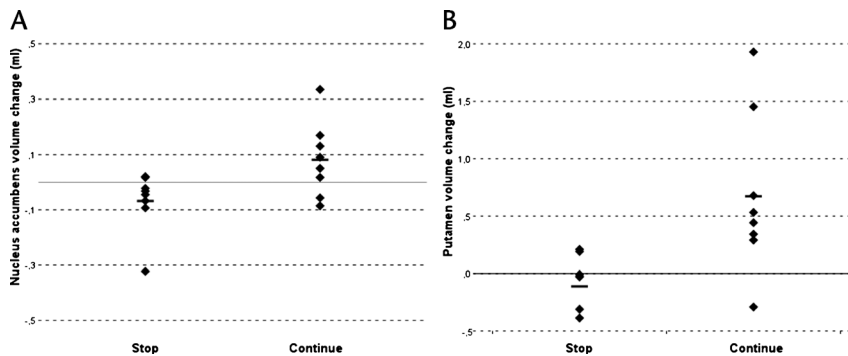 A
Nucleus accumbens volume change (ml)
,5
,3
,1
-,1
-,3
-,5
Stop
Continue
B
Putamen volume change (ml)
2,0
1,5
1,0
,5
,0
-,5
Stop
Continue